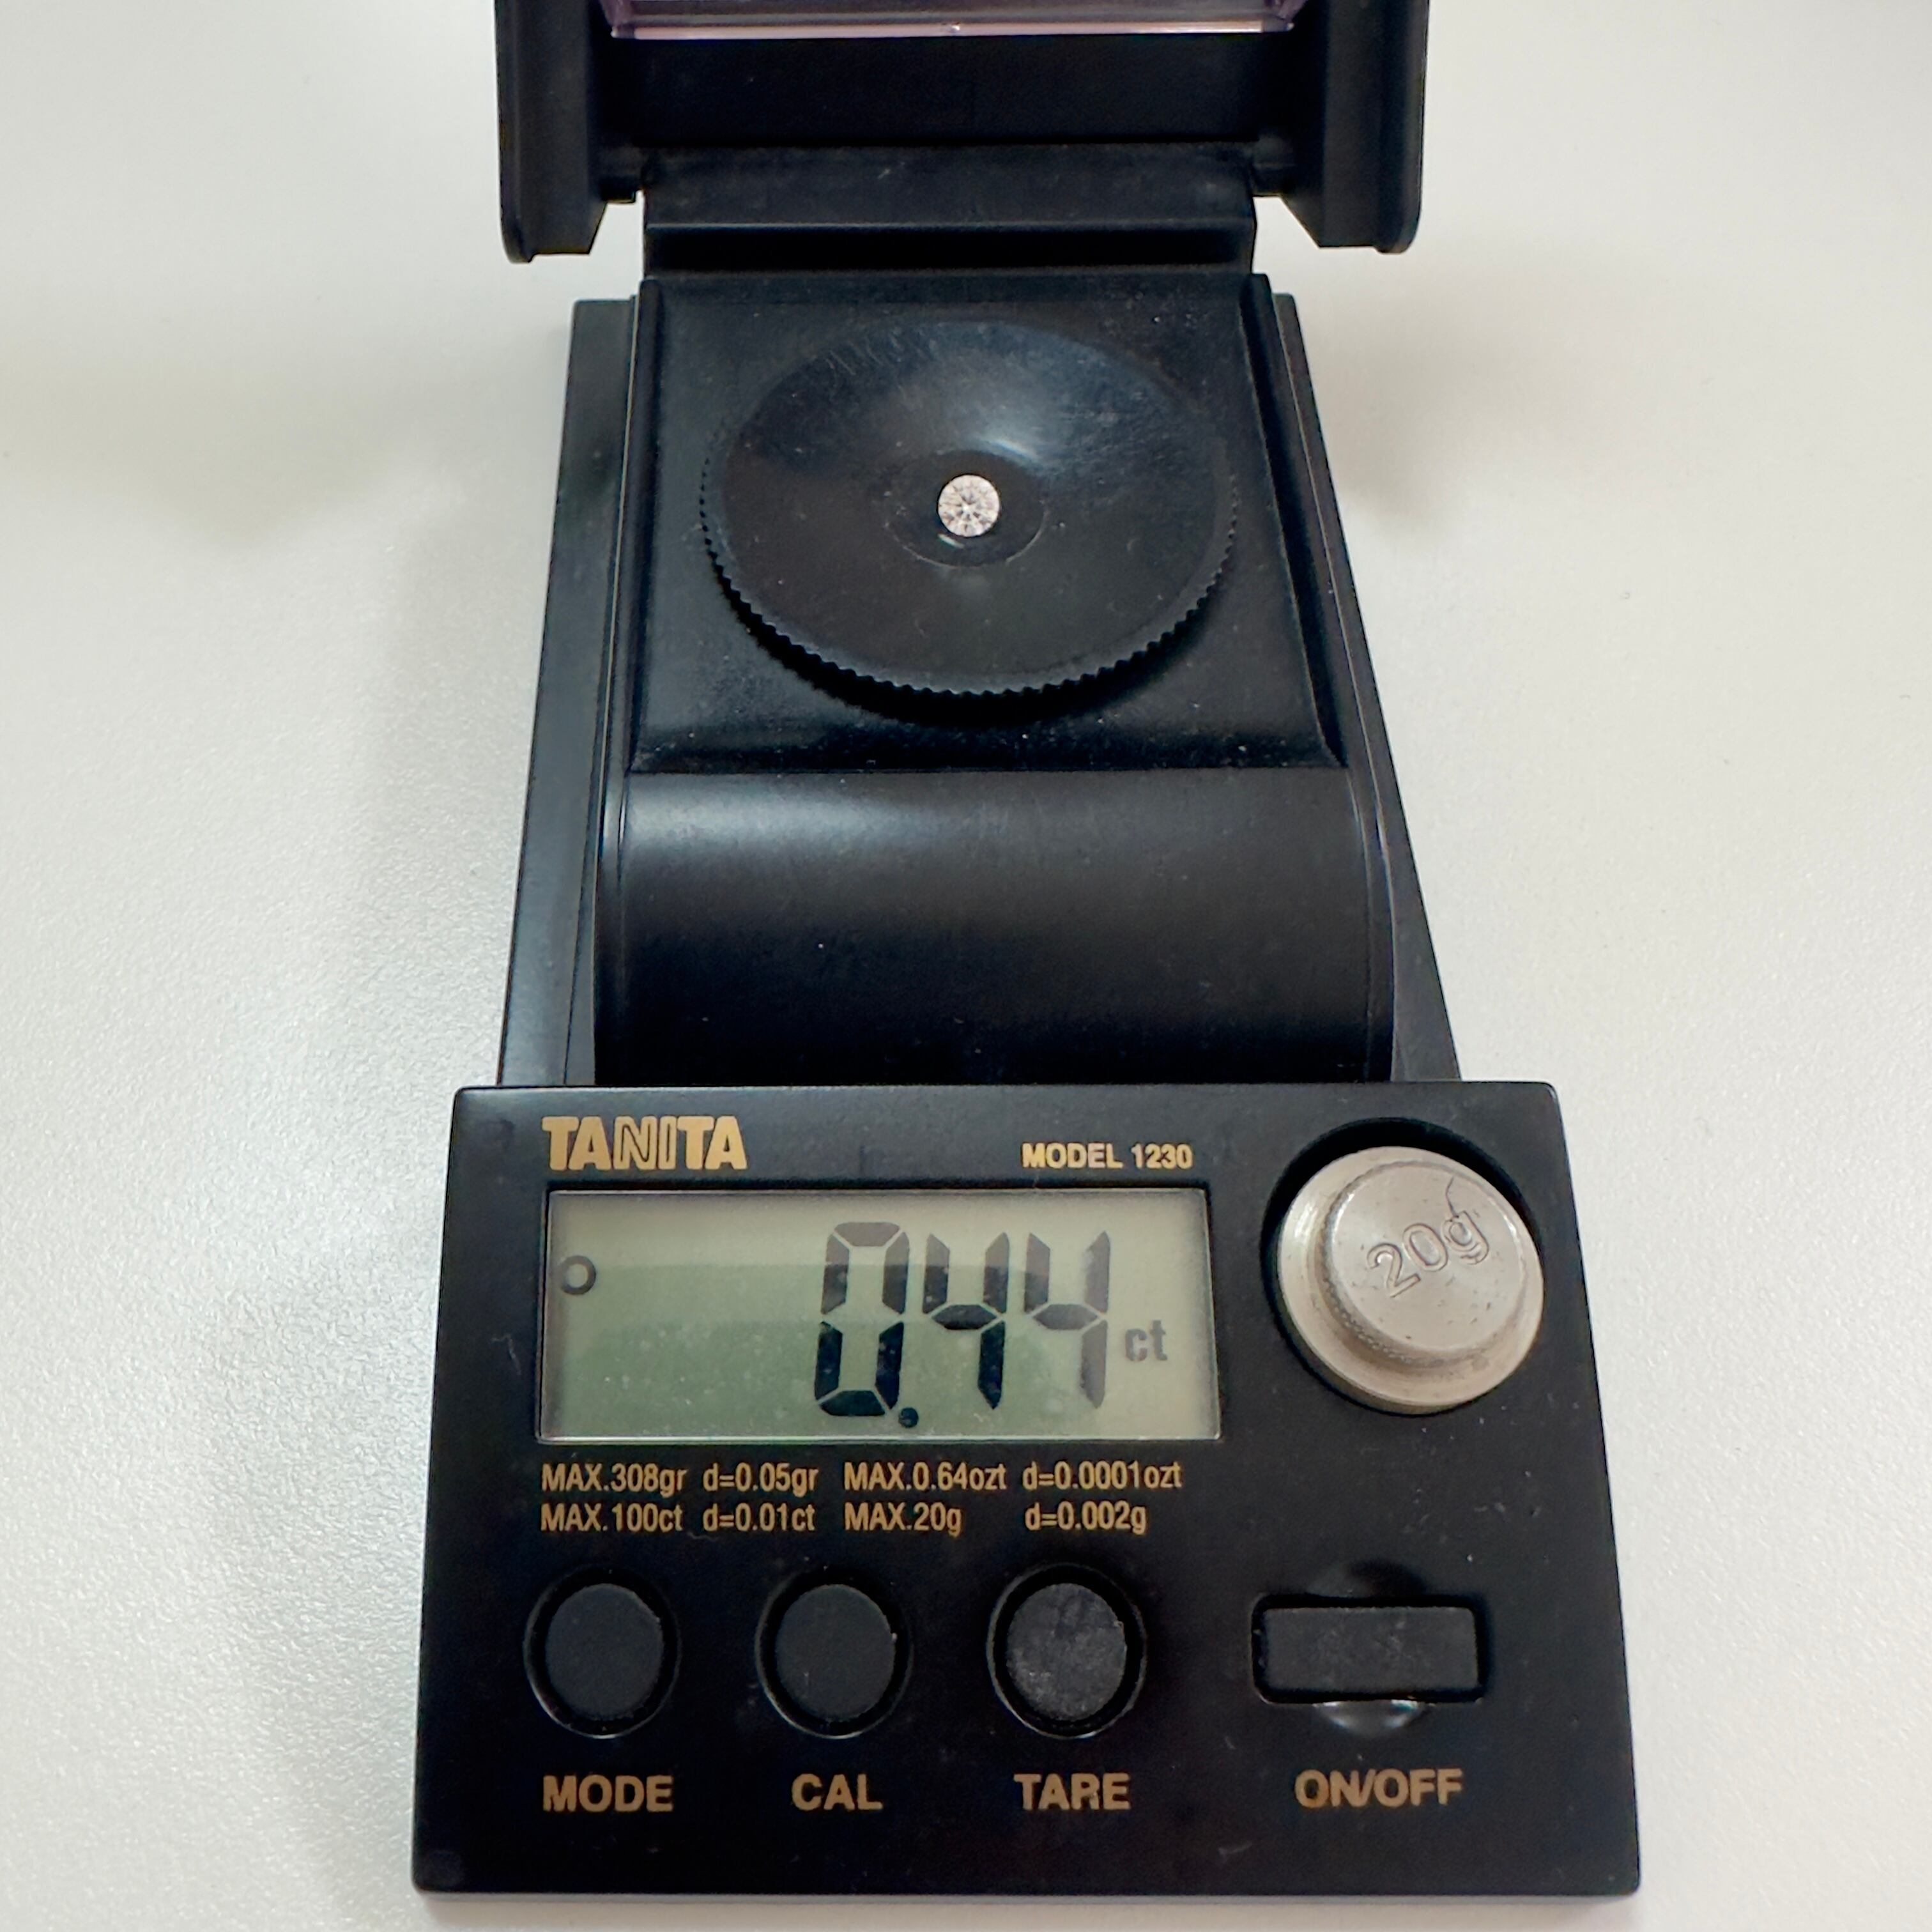 TANITA
MODEL 1230
20g
0.44 ct
MAX.308gr d=0.05gr MAX.0.64ozt d=0.0001ozt
MAX.100ct d=0.01ct MAX.20g d=0.002g
MODE CAL TARE ON/OFF